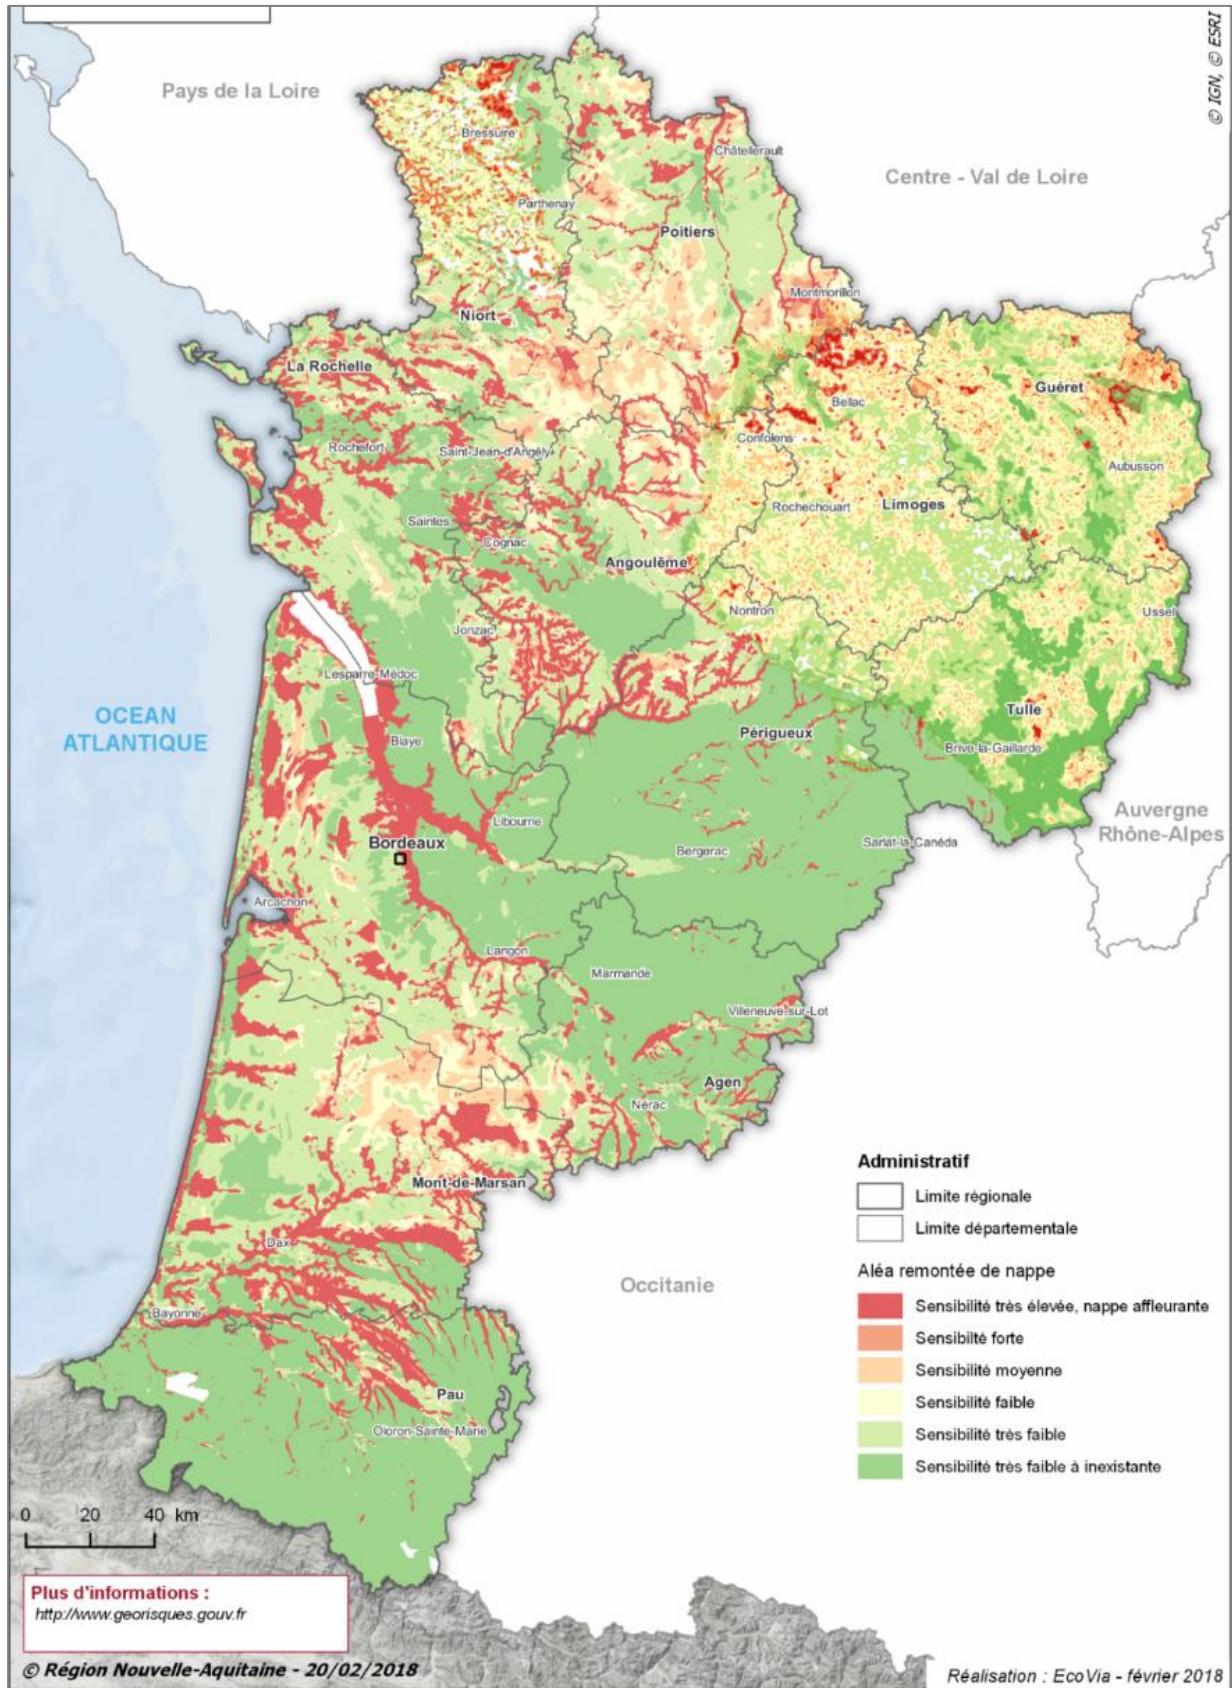 © IGN, © ESRI
Pays de la Loire
Bressuire
Châtellerault
Centre - Val de Loire
Parthenay
Poitiers
Montmorillon
Niort
La Rochelle
Guéret
Bellac
Confolens
Rochefort
Saint-Jean-d'Angély
Aubusson
Rochechouart
Limoges
Saintes
Cognac
Angoulême
Nontron
Ussel
Jonzac
Lesparre-Médoc
Tulle
OCEAN
ATLANTIQUE
Périgueux
Blaye
Brive-la-Gaillarde
Auvergne
Rhône-Alpes
Libourne
Bordeaux
Bergerac
Sarlat-la-Canéda
Arcachon
Langon
Marmande
Villeneuve-sur-Lot
Agen
Nérac
Mont-de-Marsan
Dax
Occitanie
Bayonne
Pau
Oloron-Sainte-Marie
Administratif
Limite régionale
Limite départementale
Aléa remontée de nappe
Sensibilité très élevée, nappe affleurante
Sensibilté forte
Sensibilité moyenne
Sensibilité faible
Sensibilité très faible
Sensibilité très faible à inexistante
0 20 40 km
Plus d'informations :
http://www.georisques.gouv.fr
© Région Nouvelle-Aquitaine - 20/02/2018
Réalisation : EcoVia - février 2018